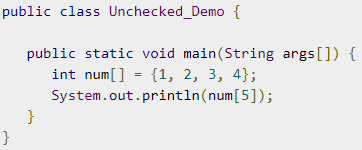 public class Unchecked_Demo {
public static void main(String args[]) {
int num[] = {1, 2, 3, 4};
System.out.println(num[5]);
}
}